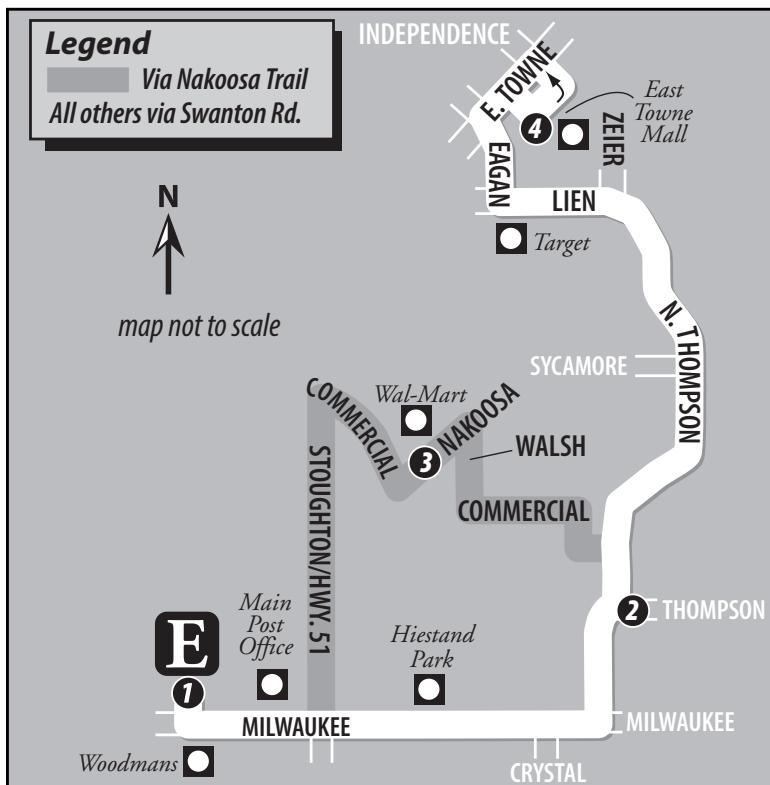 Legend
Via Nakoosa Trail
All others via Swanton Rd.
INDEPENDENCE
E. TOWNE
East
Towne
Mall
4
ZEIER
EAGAN
LIEN
Target
N
map not to scale
N. THOMPSON
SYCAMORE
COMMERCIAL
Wal-Mart
NAKOOSA
3
WALSH
STOUGHTON/HWY. 51
COMMERCIAL
2
THOMPSON
E
1
Main
Post
Office
Hiestand
Park
MILWAUKEE
MILWAUKEE
Woodmans
CRYSTAL